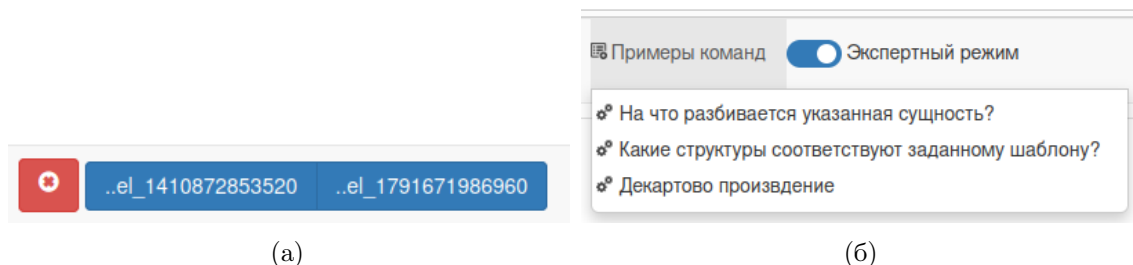 ..el_1410872853520 ..el_1791671986960
(а)
Примеры команд Экспертный режим
На что разбивается указанная сущность?
Какие структуры соответствуют заданному шаблону?
Декартово произвдение
(б)